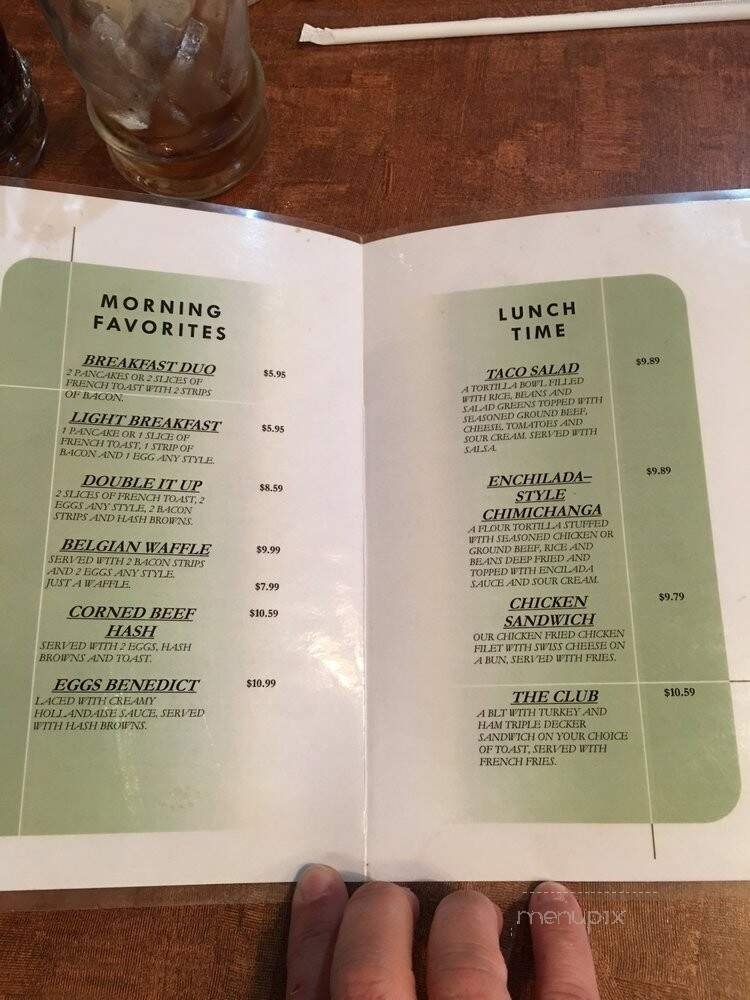 MORNING
FAVORITES
BREAKFAST DUO
$5.95
2 PANCAKES OR 2 SLICES OF
FRENCH TOAST WITH 2 STRIPS
OF BACON.
LIGHT BREAKFAST
$5.95
1 PANCAKE OR 1 SLICE OF
FRENCH TOAST, 1 STRIP OF
BACON AND 1 EGG ANY STYLE.
DOUBLE IT UP
$8.59
2 SLICES OF FRENCH TOAST, 2
EGGS ANY STYLE, 2 BACON
STRIPS AND HASH BROWNS.
BELGIAN WAFFLE
$9.99
SERVED WITH 2 BACON STRIPS
AND 2 EGGS ANY STYLE.
JUST A WAFFLE.
$7.99
CORNED BEEF
$10.59
HASH
SERVED WITH 2 EGGS, HASH
BROWNS AND TOAST.
EGGS BENEDICT
$10.99
LACED WITH CREAMY
HOLLANDAISE SAUCE, SERVED
WITH HASH BROWNS.
LUNCH
TIME
TACO SALAD
$9.89
A TORTILLA BOWL FILLED
WITH RICE, BEANS AND
SALAD GREENS TOPPED WITH
SEASONED GROUND BEEF,
CHEESE, TOMATOES AND
SOUR CREAM. SERVED WITH
SALSA.
ENCHILADA–
$9.89
STYLE
CHIMICHANGA
A FLOUR TORTILLA STUFFED
WITH SEASONED CHICKEN OR
GROUND BEEF, RICE AND
BEANS DEEP FRIED AND
TOPPED WITH ENCILADA
SAUCE AND SOUR CREAM.
CHICKEN
$9.79
SANDWICH
OUR CHICKEN FRIED CHICKEN
FILET WITH SWISS CHEESE ON
A BUN, SERVED WITH FRIES.
THE CLUB
$10.59
A BLT WITH TURKEY AND
HAM TRIPLE DECKER
SANDWICH ON YOUR CHOICE
OF TOAST, SERVED WITH
FRENCH FRIES.
menupix